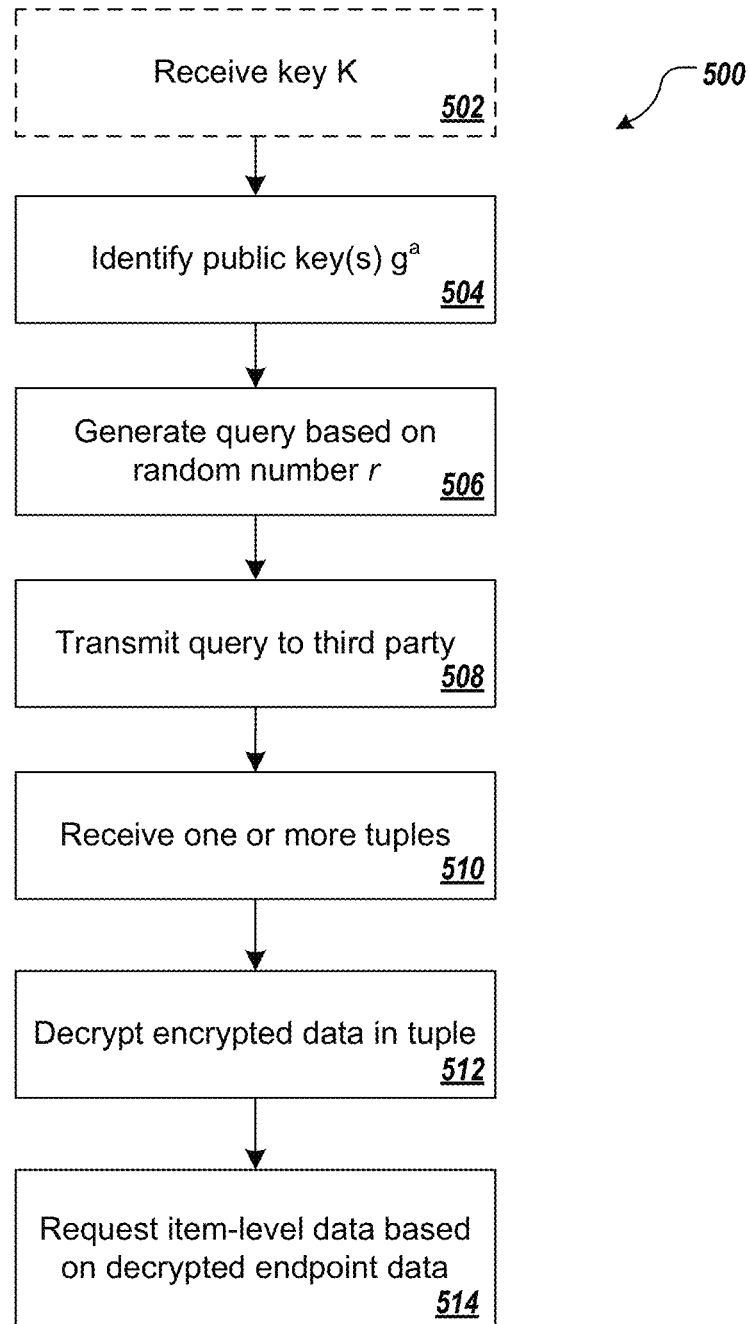 Receive key K
502
500
Identify public key(s) gᵃ
504
Generate query based on
random number r
506
Transmit query to third party
508
Receive one or more tuples
510
Decrypt encrypted data in tuple
512
Request item-level data based
on decrypted endpoint data
514